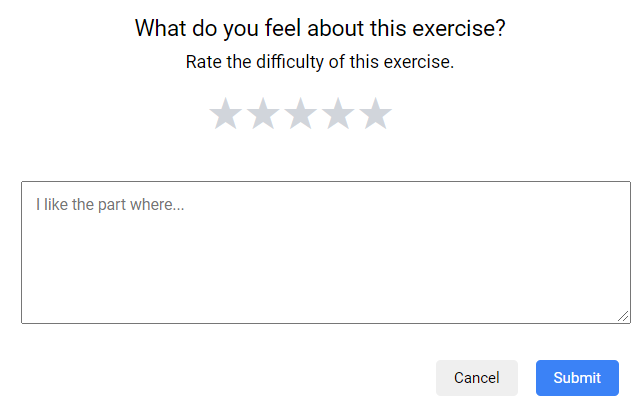 What do you feel about this exercise?
Rate the difficulty of this exercise.
I like the part where...
Cancel
Submit